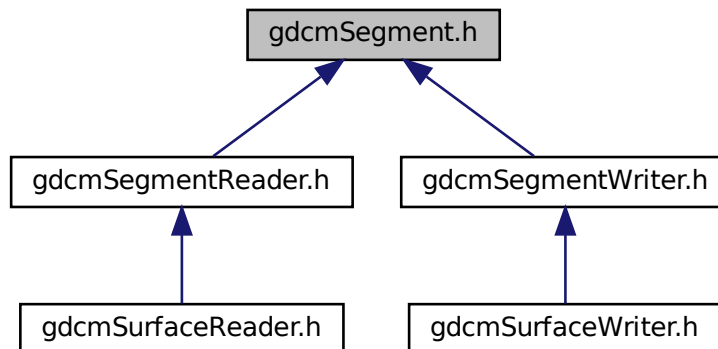 gdcmSegment.h
gdcmSegmentReader.h
gdcmSegmentWriter.h
gdcmSurfaceReader.h
gdcmSurfaceWriter.h